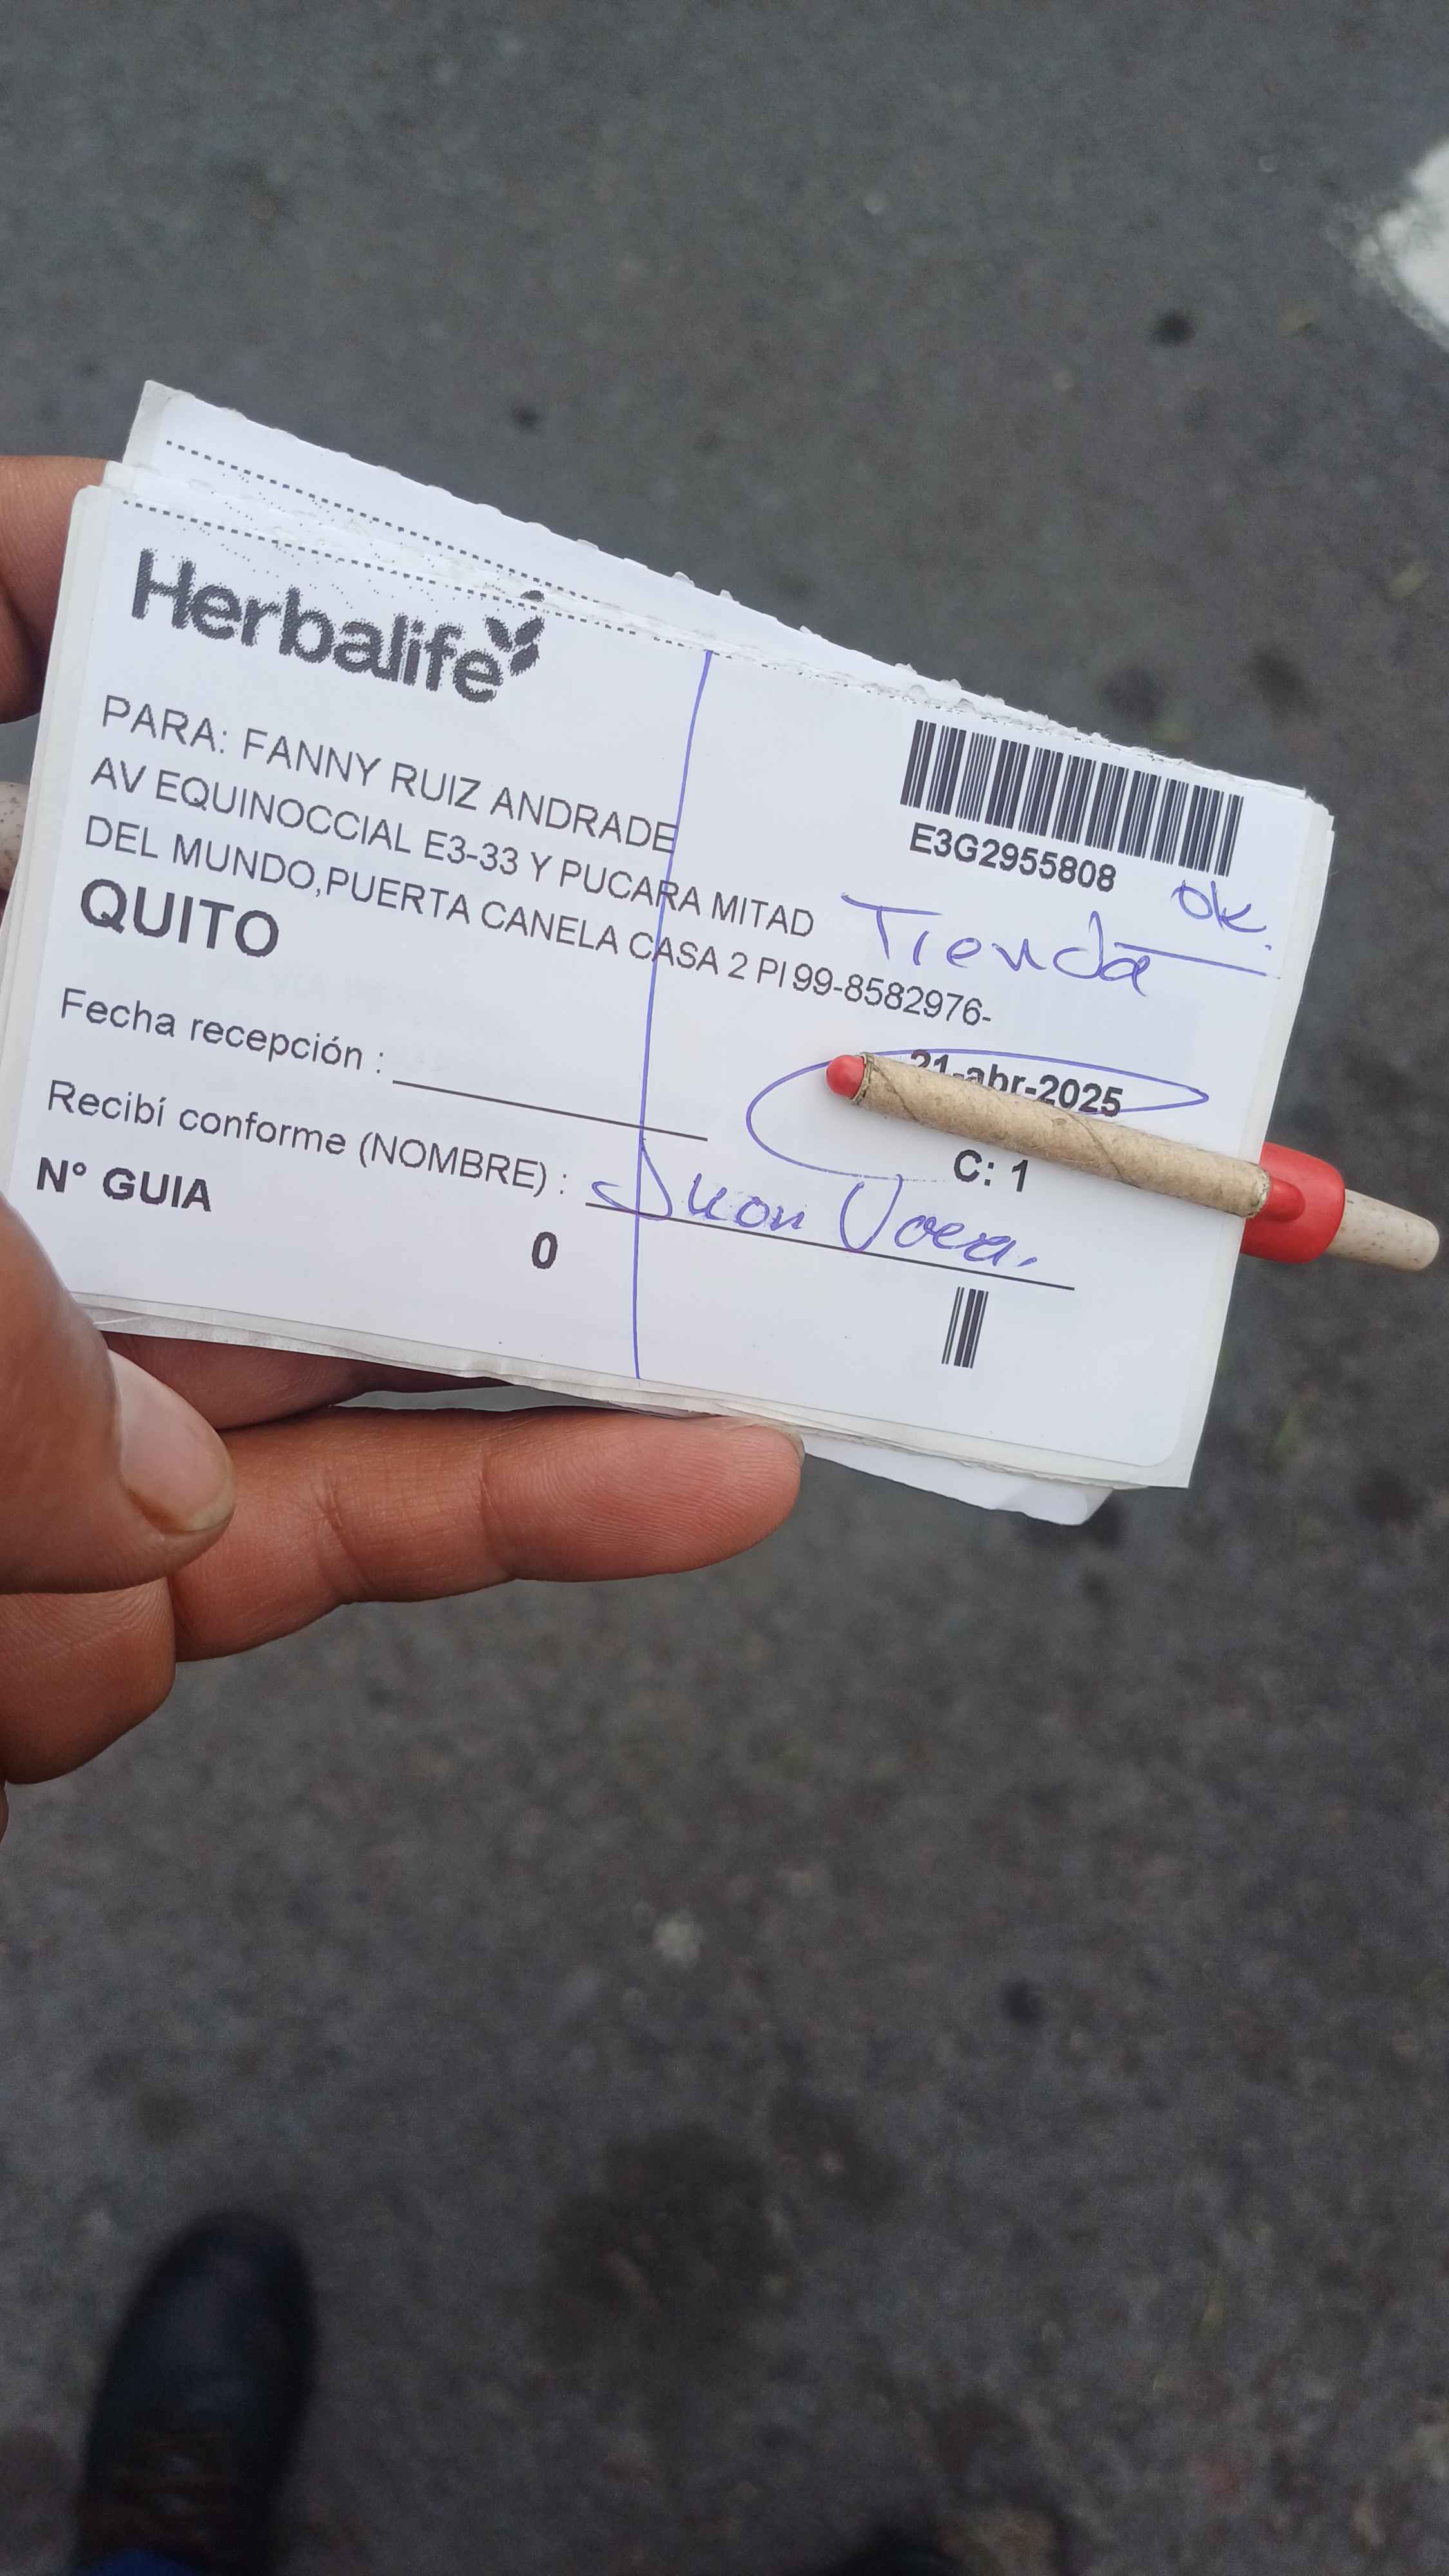 Herbalife
PARA: FANNY RUIZ ANDRADE
AV EQUINOCCIAL E3-33 Y PUCARA MITAD
DEL MUNDO,PUERTA CANELA CASA 2 PI 99-8582976-
QUITO
E3G2955808
ok.
Tienda
21-abr-2025
C: 1
Fecha recepción :
Recibí conforme (NOMBRE) : Juan
N° GUIA
0